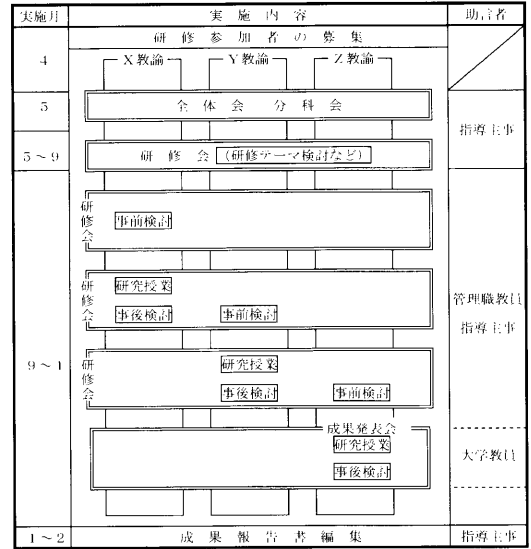 実施月 実施内容 助言者
研修参加者の募集
4 X教諭 Y教諭 Z教諭
5 全体会 分科会
指導主事
5～9 研修会 (研修テーマ検討など)
研修会 事前検討
研修会 研究授業
事後検討 事前検討
管理職教員
指導主事
9～1 研修会 研究授業
事後検討 事前検討
成果発表会
研究授業
大学教員
事後検討
1～2 成果報告書編集 指導主事